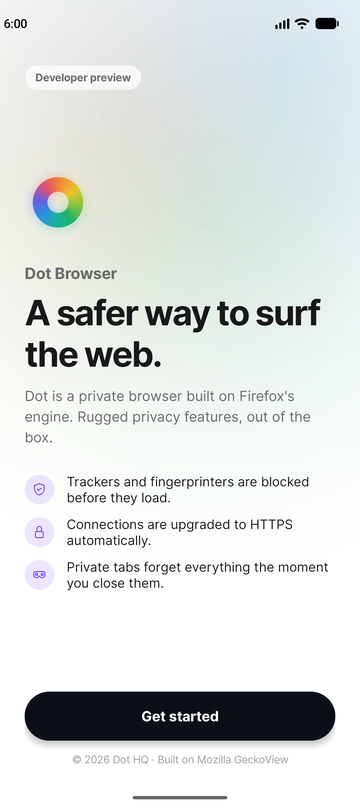 6:00
Developer preview
Dot Browser
A safer way to surf
the web.
Dot is a private browser built on Firefox's
engine. Rugged privacy features, out of the
box.
Trackers and fingerprinters are blocked
before they load.
Connections are upgraded to HTTPS
automatically.
Private tabs forget everything the moment
you close them.
Get started
© 2026 Dot HQ · Built on Mozilla GeckoView